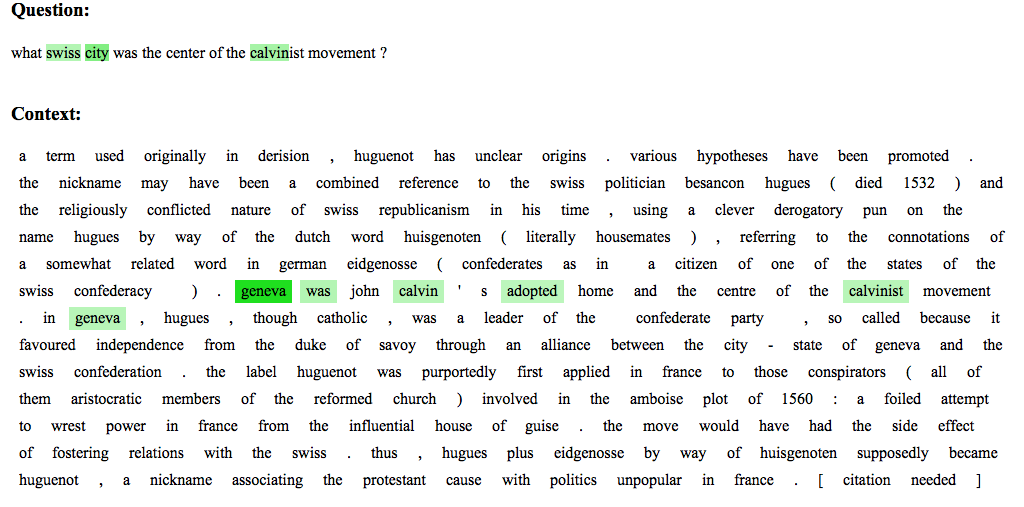 Question:
what swiss city was the center of the calvinist movement ?
Context:
a term used originally in derision , huguenot has unclear origins . various hypotheses have been promoted .
the nickname may have been a combined reference to the swiss politician besancon hugues ( died 1532 ) and
the religiously conflicted nature of swiss republicanism in his time , using a clever derogatory pun on the
name hugues by way of the dutch word huisgenoten ( literally housemates ) , referring to the connotations of
a somewhat related word in german eidgenosse ( confederates as in a citizen of one of the states of the
swiss confederacy ) . geneva was john calvin ' s adopted home and the centre of the calvinist movement
. in geneva , hugues , though catholic , was a leader of the confederate party , so called because it
favoured independence from the duke of savoy through an alliance between the city - state of geneva and the
swiss confederation . the label huguenot was purportedly first applied in france to those conspirators ( all of
them aristocratic members of the reformed church ) involved in the amboise plot of 1560 : a foiled attempt
to wrest power in france from the influential house of guise . the move would have had the side effect
of fostering relations with the swiss . thus , hugues plus eidgenosse by way of huisgenoten supposedly became
huguenot , a nickname associating the protestant cause with politics unpopular in france . [ citation needed ]